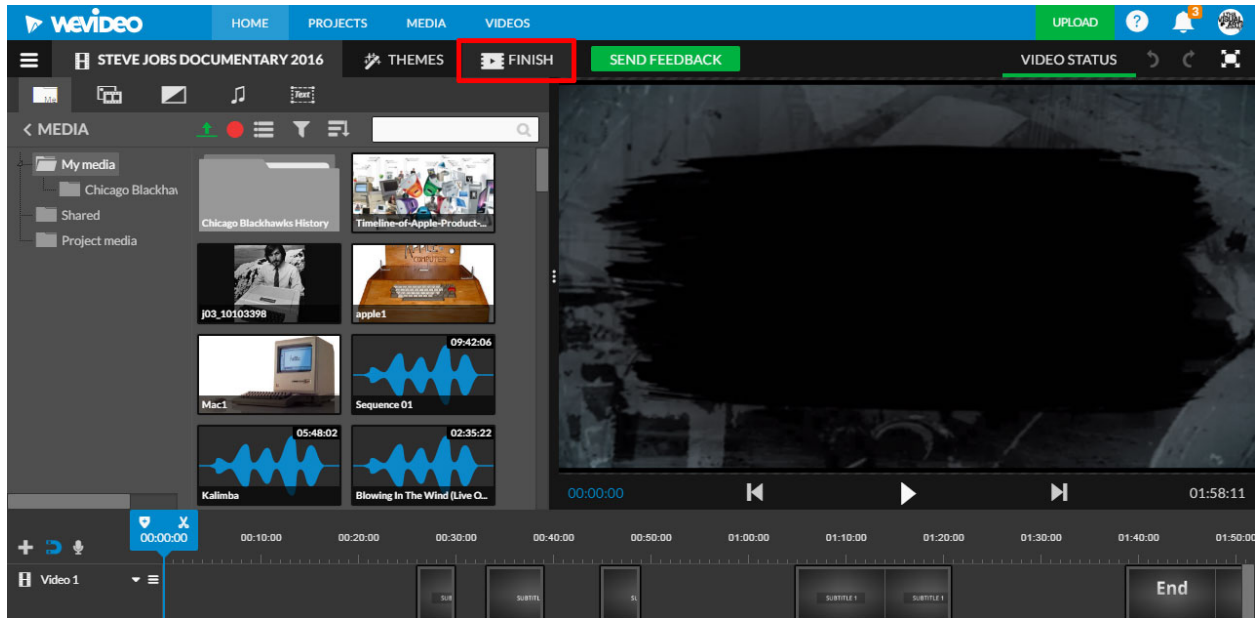 WEVIDEO HOME PROJECTS MEDIA VIDEOS UPLOAD ? 3
STEVE JOBS DOCUMENTARY 2016 THEMES FINISH SEND FEEDBACK VIDEO STATUS
Text
< MEDIA
My media
Chicago Blackhav
Shared
Project media
Chicago Blackhawks History
Timeline-of-Apple-Product-...
COMPUTER
j03_10103398
apple1
Mac1
09:42:06
Sequence 01
05:48:02
Kalimba
02:35:22
Blowing In The Wind (Live O...
00:00:00 01:58:11
00:00:00 00:10:00 00:20:00 00:30:00 00:40:00 00:50:00 01:00:00 01:10:00 01:20:00 01:30:00 01:40:00 01:50:00
Video 1
SUB SUBTITL SL SUBTITLE 1 SUBTITLE 1 End